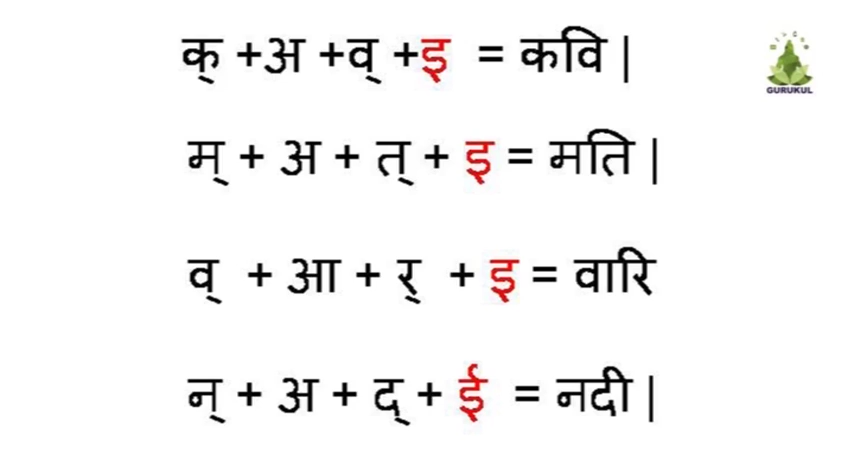 क् +अ +व् +इ = कवि |
GURUKUL
म् + अ + त् + इ = मति |
व् + आ + र् + इ = वारि
न् + अ + द् + ई = नदी |